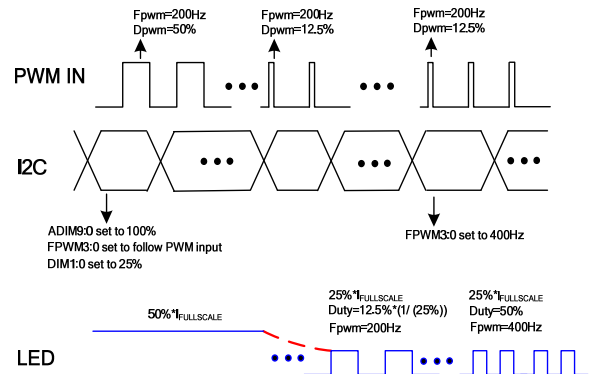 Fpwm=200Hz
Dpwm=50%
Fpwm=200Hz
Dpwm=12.5%
Fpwm=200Hz
Dpwm=12.5%
PWM IN
I2C
ADIM9:0 set to 100%
FPWM3:0 set to follow PWM input
DIM1:0 set to 25%
FPWM3:0 set to 400Hz
50%*IFULLSCALE
25%*IFULLSCALE
Duty=12.5%*(1/ (25%))
Fpwm=200Hz
25%*IFULLSCALE
Duty=50%
Fpwm=400Hz
LED